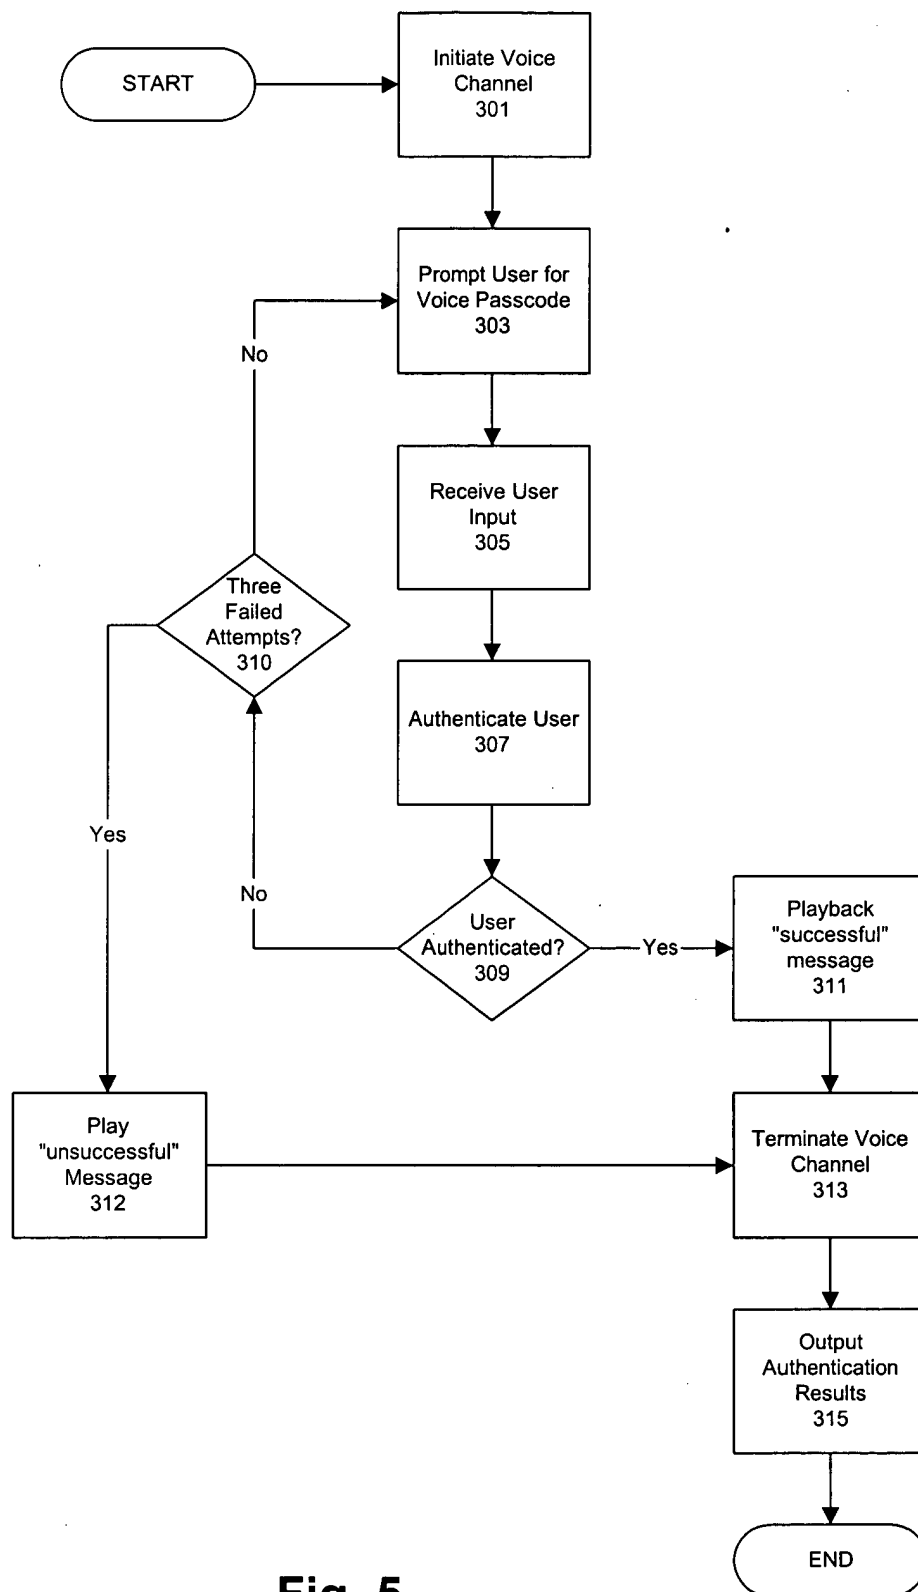 START
Initiate Voice
Channel
301
Prompt User for
Voice Passcode
303
No
Receive User
Input
305
Three
Failed
Attempts?
310
Authenticate User
307
Yes
No
User
Authenticated?
309
Yes
Playback
"successful"
message
311
Play
"unsuccessful"
Message
312
Terminate Voice
Channel
313
Output
Authentication
Results
315
END
Fig. 5